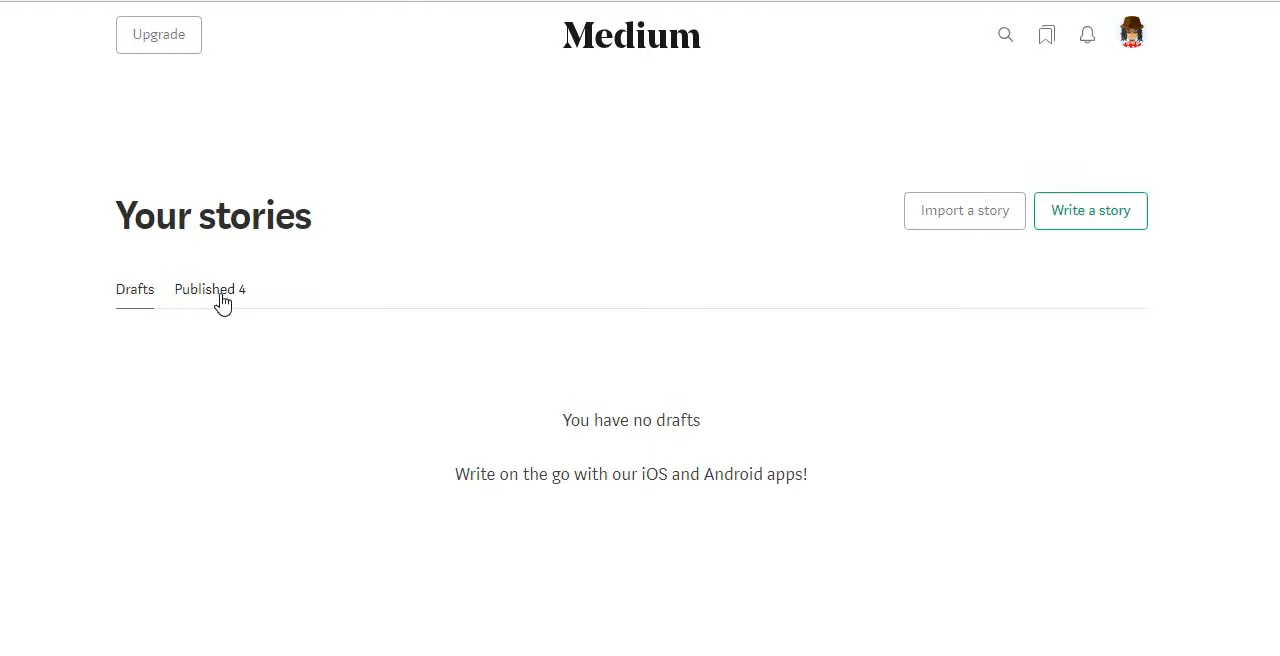 Upgrade
Medium
Your stories
Import a story
Write a story
Drafts
Published 4
You have no drafts
Write on the go with our iOS and Android apps!